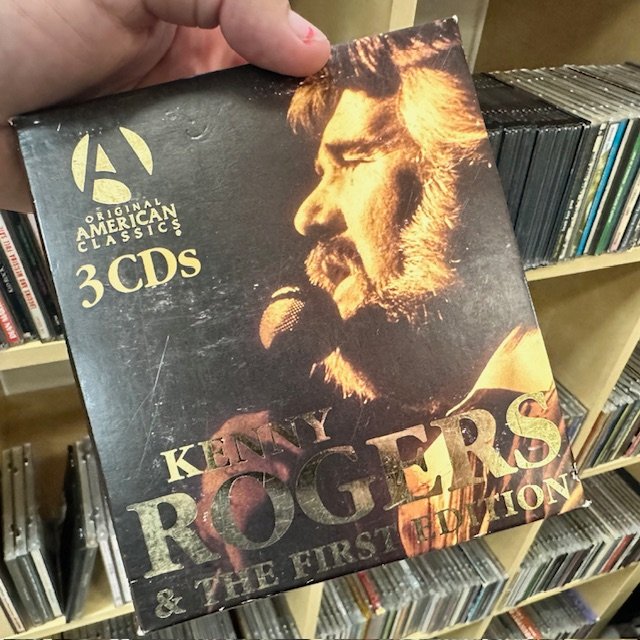 A
ORIGINAL
AMERICAN
CLASSICS
3 CDs
KENNY
ROGERS
& THE FIRST EDITION